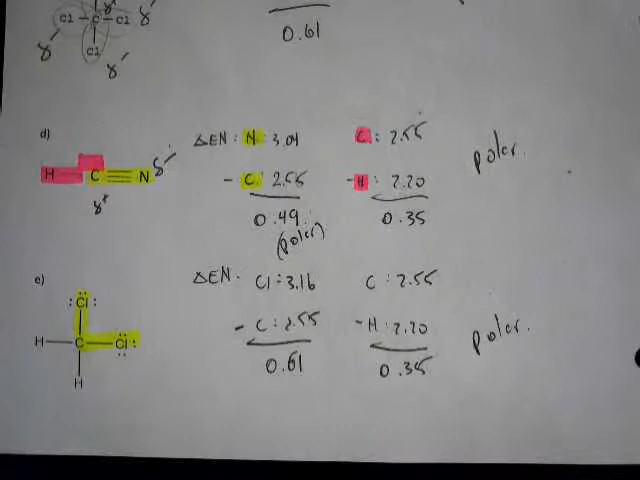 Cl – C – Cl
Cl
δ⁺
δ⁻ δ⁻
δ⁻
0.61
d)
ΔEN: N: 3.04 C: 2.55
H — C ≡ N δ⁻
δ⁺
- C: 2.55 - H: 2.20
0.49 0.35
(polar)
polar.
e)
ΔEN. Cl: 3.16 C: 2.55
- C: 2.55 - H: 2.20
0.61 0.35
polar.
:Cl:
H — C — Cl:
H